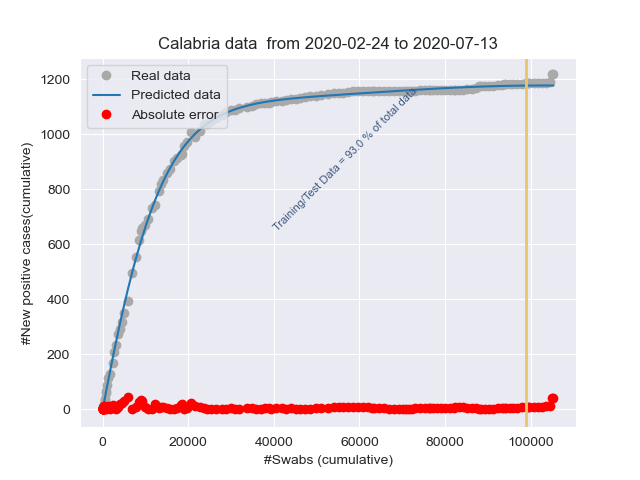 Calabria data  from 2020-02-24 to 2020-07-13
Real data
Predicted data
Absolute error
Training/Test Data = 93.0 % of total data
#New positive cases(cumulative)
1200
1000
800
600
400
200
0
0 20000 40000 60000 80000 100000
#Swabs (cumulative)